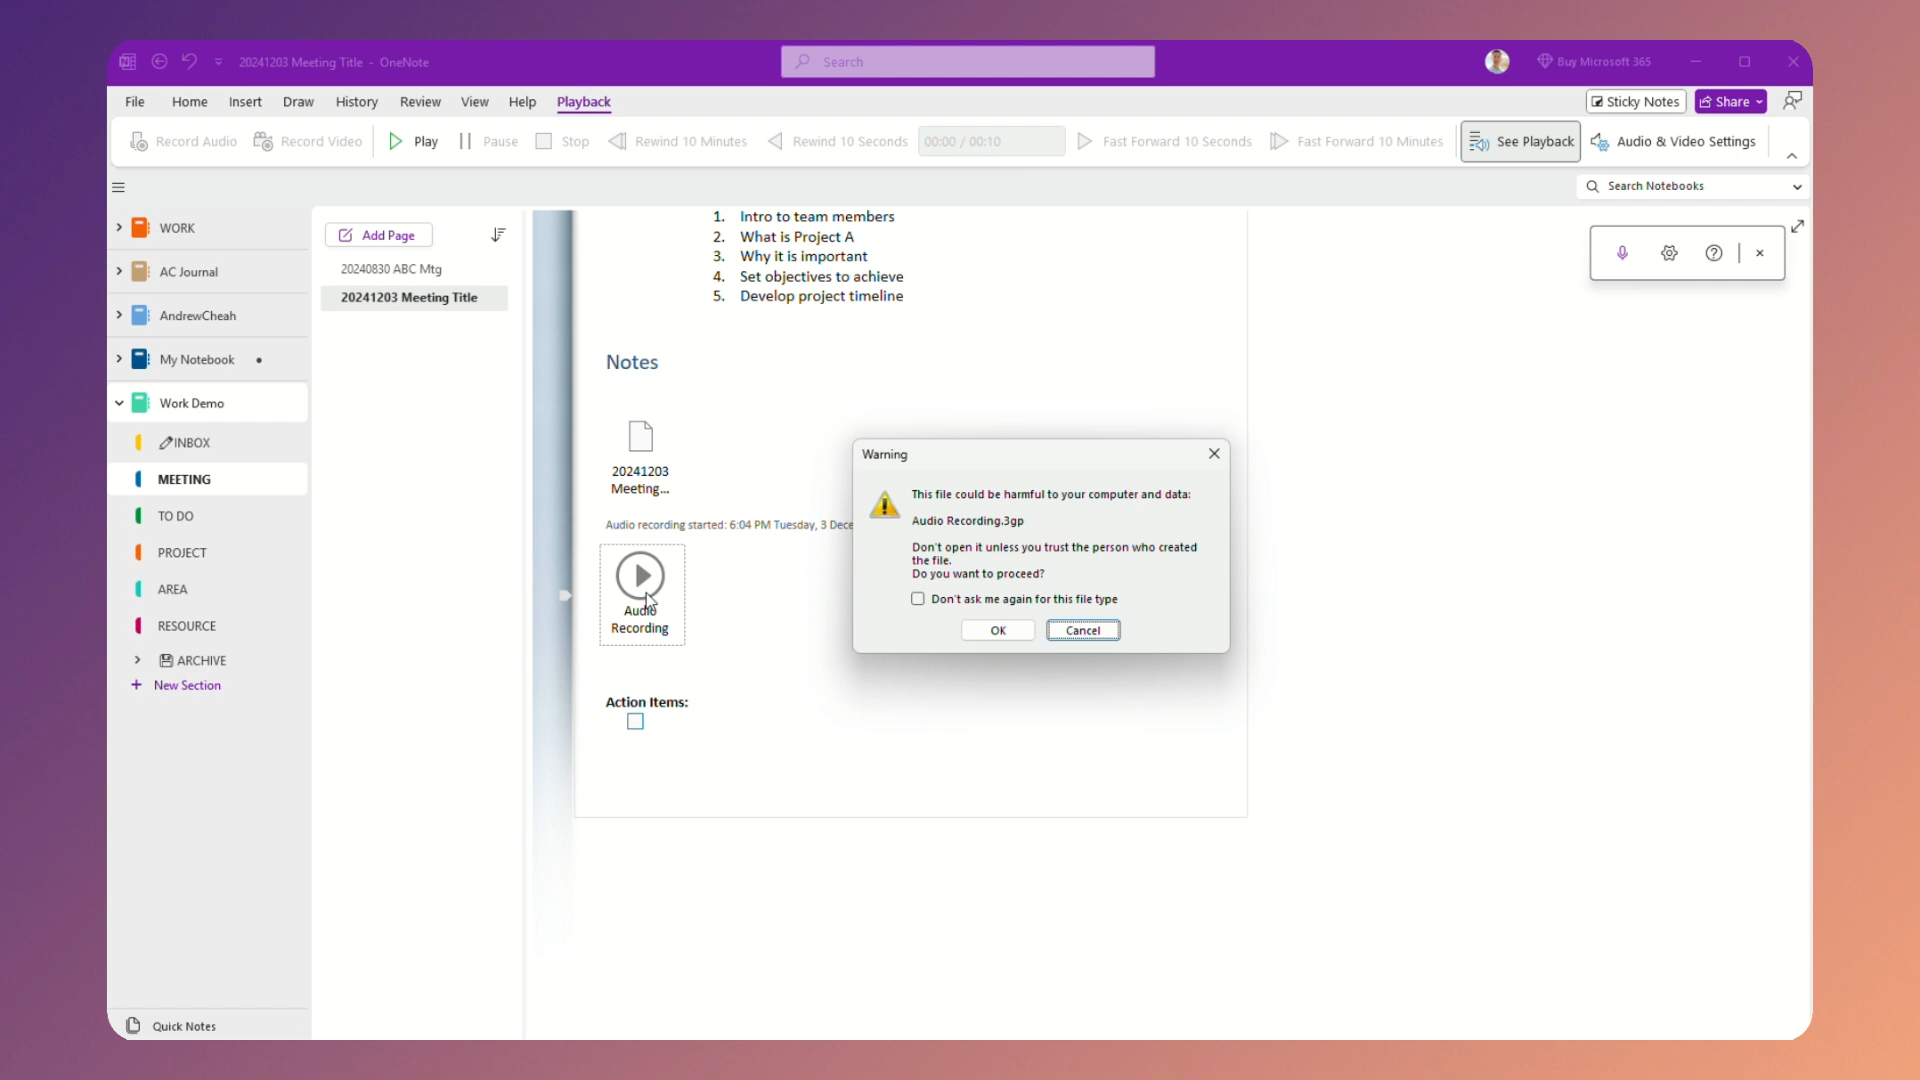 20241203 Meeting Title - OneNote
Search
Buy Microsoft 365
File Home Insert Draw History Review View Help Playback
Sticky Notes
Share
Record Audio
Record Video
Play
Pause
Stop
Rewind 10 Minutes
Rewind 10 Seconds
00:00 / 00:10
Fast Forward 10 Seconds
Fast Forward 10 Minutes
See Playback
Audio & Video Settings
Search Notebooks
WORK
AC Journal
AndrewCheah
My Notebook
Work Demo
INBOX
MEETING
TO DO
PROJECT
AREA
RESOURCE
ARCHIVE
New Section
Quick Notes
Add Page
20240830 ABC Mtg
20241203 Meeting Title
1. Intro to team members
2. What is Project A
3. Why it is important
4. Set objectives to achieve
5. Develop project timeline
Notes
20241203
Meeting...
Audio recording started: 6:04 PM Tuesday, 3 Dece
Audio
Recording
Action Items:
Warning
This file could be harmful to your computer and data:
Audio Recording.3gp
Don't open it unless you trust the person who created
the file.
Do you want to proceed?
Don't ask me again for this file type
OK
Cancel